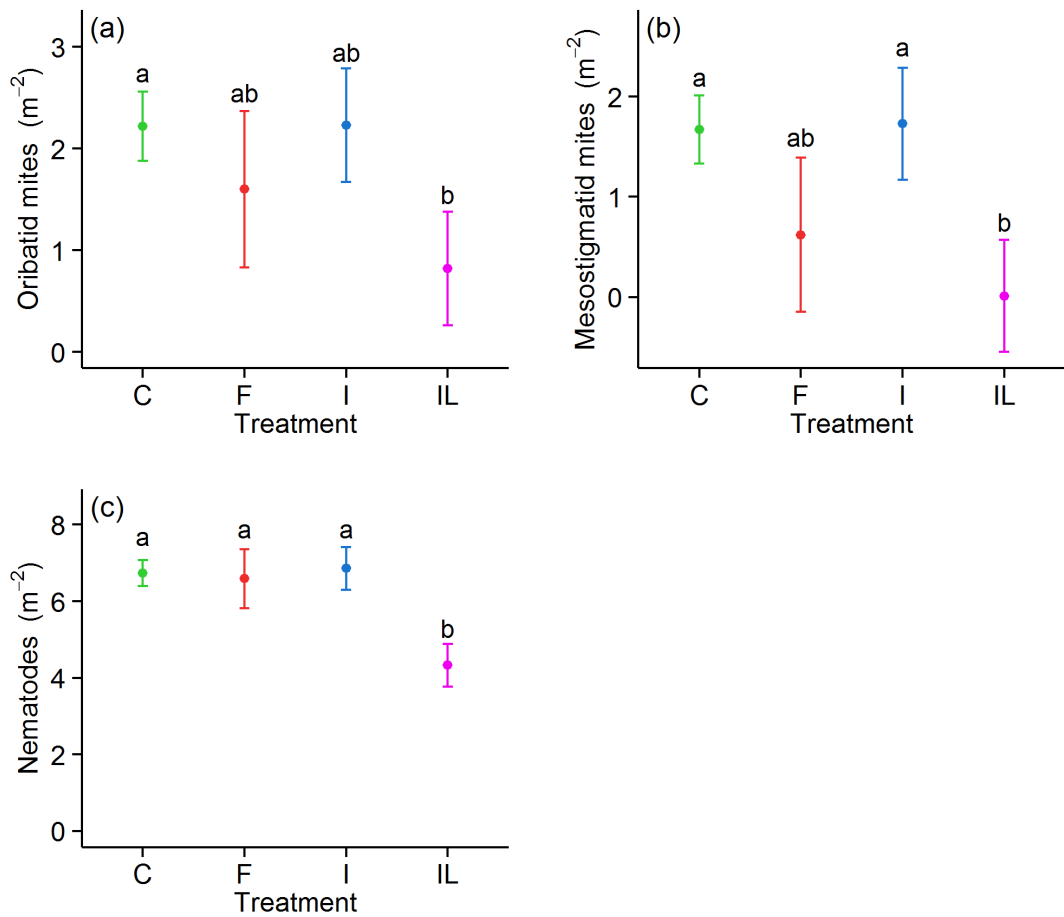 (a)
Oribatid mites (m⁻²)
3
2
1
0
a
ab
ab
b
C F I IL
Treatment
(b)
Mesostigmatid mites (m⁻²)
2
1
0
a
ab
a
b
C F I IL
Treatment
(c)
Nematodes (m⁻²)
8
6
4
2
0
a
a
a
b
C F I IL
Treatment